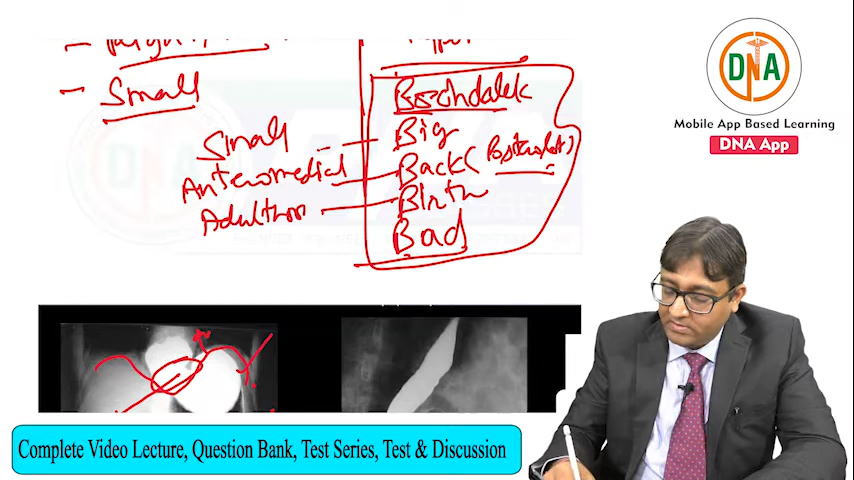 - Small
Bochdalek
Small - Big
Anteromedial - Back (Posterolat)
Adulthoo - Birth
Bad
DNA
Mobile App Based Learning
DNA App
Complete Video Lecture, Question Bank, Test Series, Test & Discussion